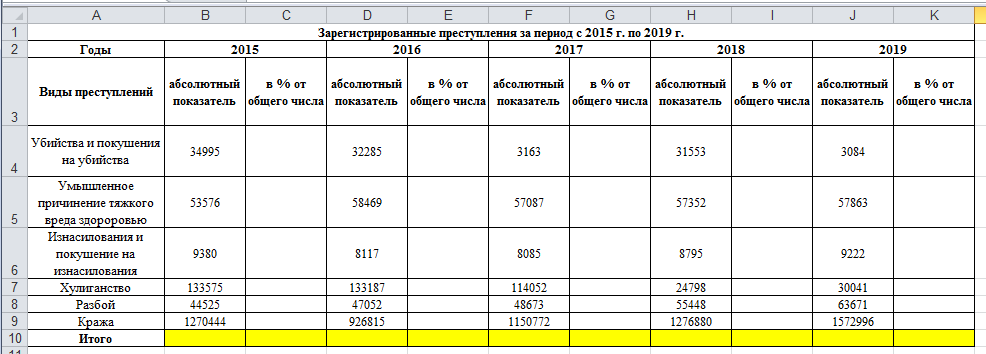 A B C D E F G H I J K
1 Зарегистрированные преступления за период с 2015 г. по 2019 г.
2 Годы 2015 2016 2017 2018 2019
3 Виды преступлений абсолютный показатель в % от общего числа абсолютный показатель в % от общего числа абсолютный показатель в % от общего числа абсолютный показатель в % от общего числа абсолютный показатель в % от общего числа
4 Убийства и покушения на убийства 34995 32285 3163 31553 3084
5 Умышленное причинение тяжкого вреда здороровью 53576 58469 57087 57352 57863
6 Изнасилования и покушение на изнасилования 9380 8117 8085 8795 9222
7 Хулиганство 133575 133187 114052 24798 30041
8 Разбой 44525 47052 48673 55448 63671
9 Кража 1270444 926815 1150772 1276880 1572996
10 Итого